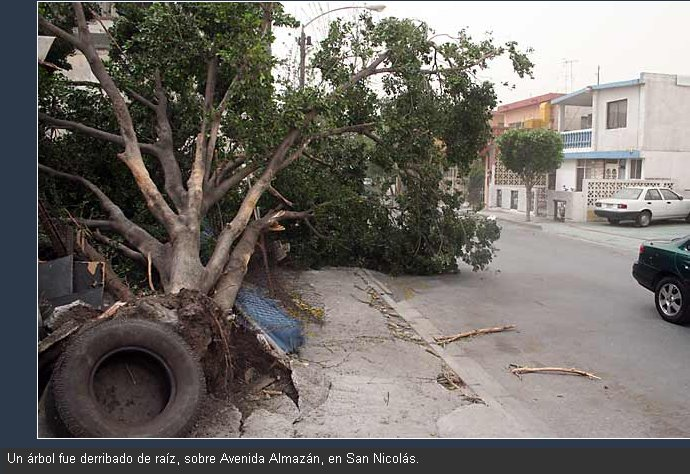 Un árbol fue derribado de raíz, sobre Avenida Almazán, en San Nicolás.